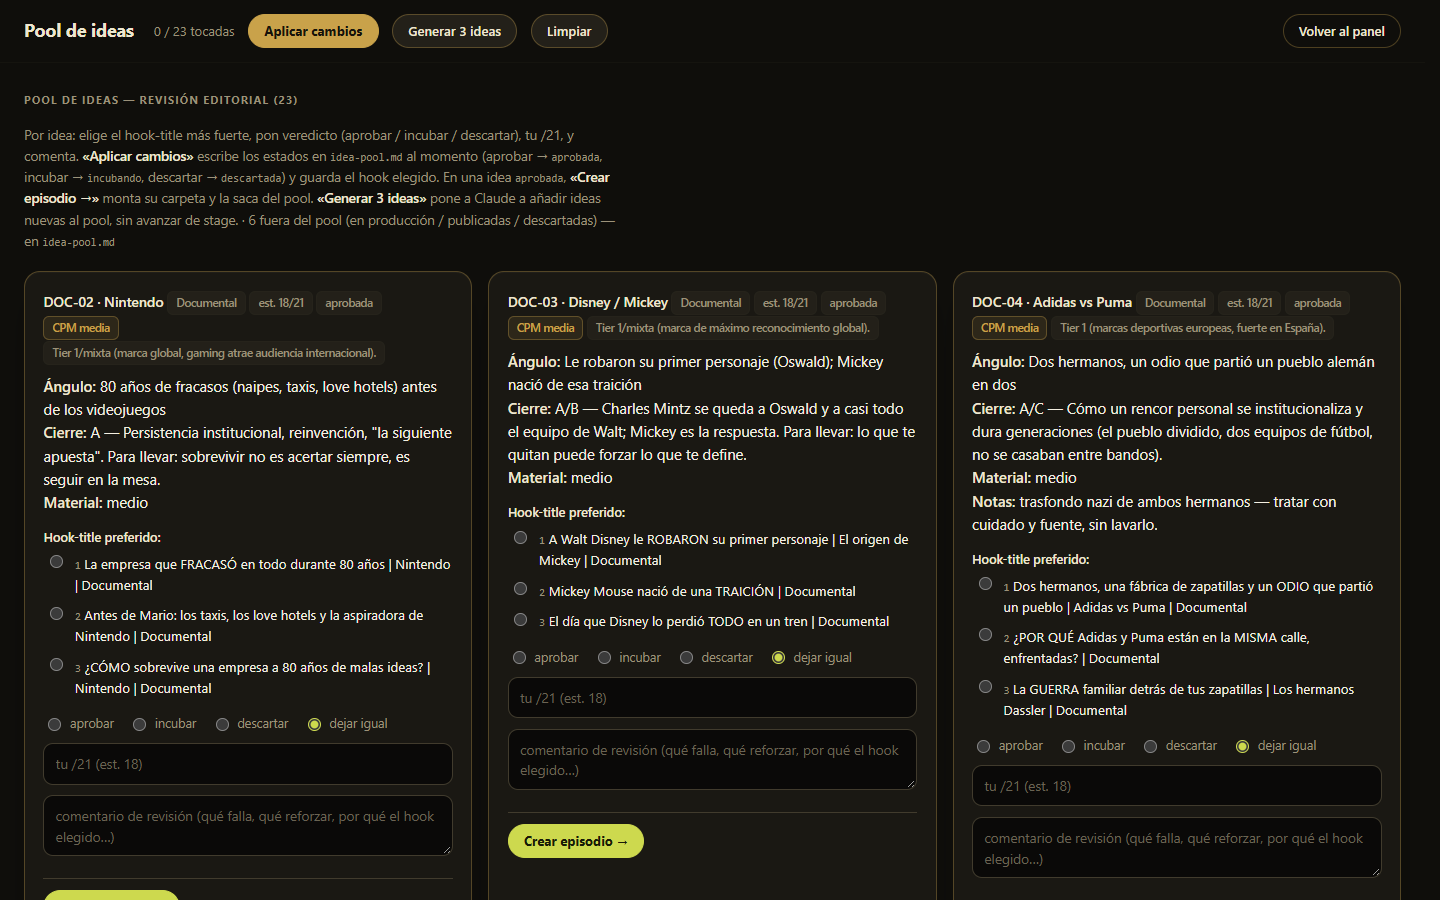 Pool de ideas 0 / 23 tocadas Aplicar cambios Generar 3 ideas Limpiar Volver al panel
POOL DE IDEAS — REVISIÓN EDITORIAL (23)
Por idea: elige el hook-title más fuerte, pon veredicto (aprobar / incubar / descartar), tu /21, y
comenta. «Aplicar cambios» escribe los estados en idea-pool.md al momento (aprobar → aprobada,
incubar → incubando, descartar → descartada) y guarda el hook elegido. En una idea aprobada, «Crear
episodio →» monta su carpeta y la saca del pool. «Generar 3 ideas» pone a Claude a añadir ideas
nuevas al pool, sin avanzar de stage. · 6 fuera del pool (en producción / publicadas / descartadas) —
en idea-pool.md
DOC-02 · Nintendo Documental est. 18/21 aprobada
CPM media
Tier 1/mixta (marca global, gaming atrae audiencia internacional).
Ángulo: 80 años de fracasos (naipes, taxis, love hotels) antes
de los videojuegos
Cierre: A — Persistencia institucional, reinvención, "la siguiente
apuesta". Para llevar: sobrevivir no es acertar siempre, es
seguir en la mesa.
Material: medio
Hook-title preferido:
1 La empresa que FRACASÓ en todo durante 80 años | Nintendo
| Documental
2 Antes de Mario: los taxis, los love hotels y la aspiradora de
Nintendo | Documental
3 ¿CÓMO sobrevive una empresa a 80 años de malas ideas? |
Nintendo | Documental
aprobar incubar descartar dejar igual
tu /21 (est. 18)
comentario de revisión (qué falla, qué reforzar, por qué el hook
elegido...)
DOC-03 · Disney / Mickey Documental est. 18/21 aprobada
CPM media Tier 1/mixta (marca de máximo reconocimiento global).
Ángulo: Le robaron su primer personaje (Oswald); Mickey
nació de esa traición
Cierre: A/B — Charles Mintz se queda a Oswald y a casi todo
el equipo de Walt; Mickey es la respuesta. Para llevar: lo que te
quitan puede forzar lo que te define.
Material: medio
Hook-title preferido:
1 A Walt Disney le ROBARON su primer personaje | El origen de
Mickey | Documental
2 Mickey Mouse nació de una TRAICIÓN | Documental
3 El día que Disney lo perdió TODO en un tren | Documental
aprobar incubar descartar dejar igual
tu /21 (est. 18)
comentario de revisión (qué falla, qué reforzar, por qué el hook
elegido...)
Crear episodio →
DOC-04 · Adidas vs Puma Documental est. 18/21 aprobada
CPM media Tier 1 (marcas deportivas europeas, fuerte en España).
Ángulo: Dos hermanos, un odio que partió un pueblo alemán
en dos
Cierre: A/C — Cómo un rencor personal se institucionaliza y
dura generaciones (el pueblo dividido, dos equipos de fútbol,
no se casaban entre bandos).
Material: medio
Notas: trasfondo nazi de ambos hermanos — tratar con
cuidado y fuente, sin lavarlo.
Hook-title preferido:
1 Dos hermanos, una fábrica de zapatillas y un ODIO que partió
un pueblo | Adidas vs Puma | Documental
2 ¿POR QUÉ Adidas y Puma están en la MISMA calle,
enfrentadas? | Documental
3 La GUERRA familiar detrás de tus zapatillas | Los hermanos
Dassler | Documental
aprobar incubar descartar dejar igual
tu /21 (est. 18)
comentario de revisión (qué falla, qué reforzar, por qué el hook
elegido...)